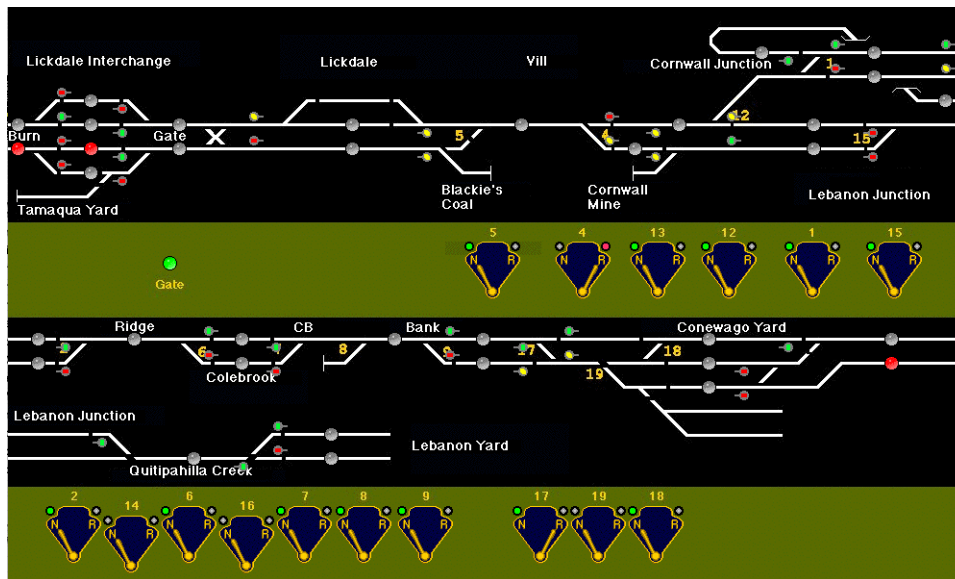 Lickdale Interchange
Lickdale
Vill
Cornwall Junction
1
12
Burn
Gate
5
4
15
Blackie's
Coal
Cornwall
Mine
Lebanon Junction
Tamaqua Yard
5 4 13 12 1 15
N R N R N R N R N R N R
Gate
Ridge
CB
Bank
Conewago Yard
2
6
7
8
9
17
18
19
Colebrook
Lebanon Junction
Lebanon Yard
Quitipahilla Creek
2 14 6 16 7 8 9 17 19 18
N R N R N R N R N R N R N R N R N R N R